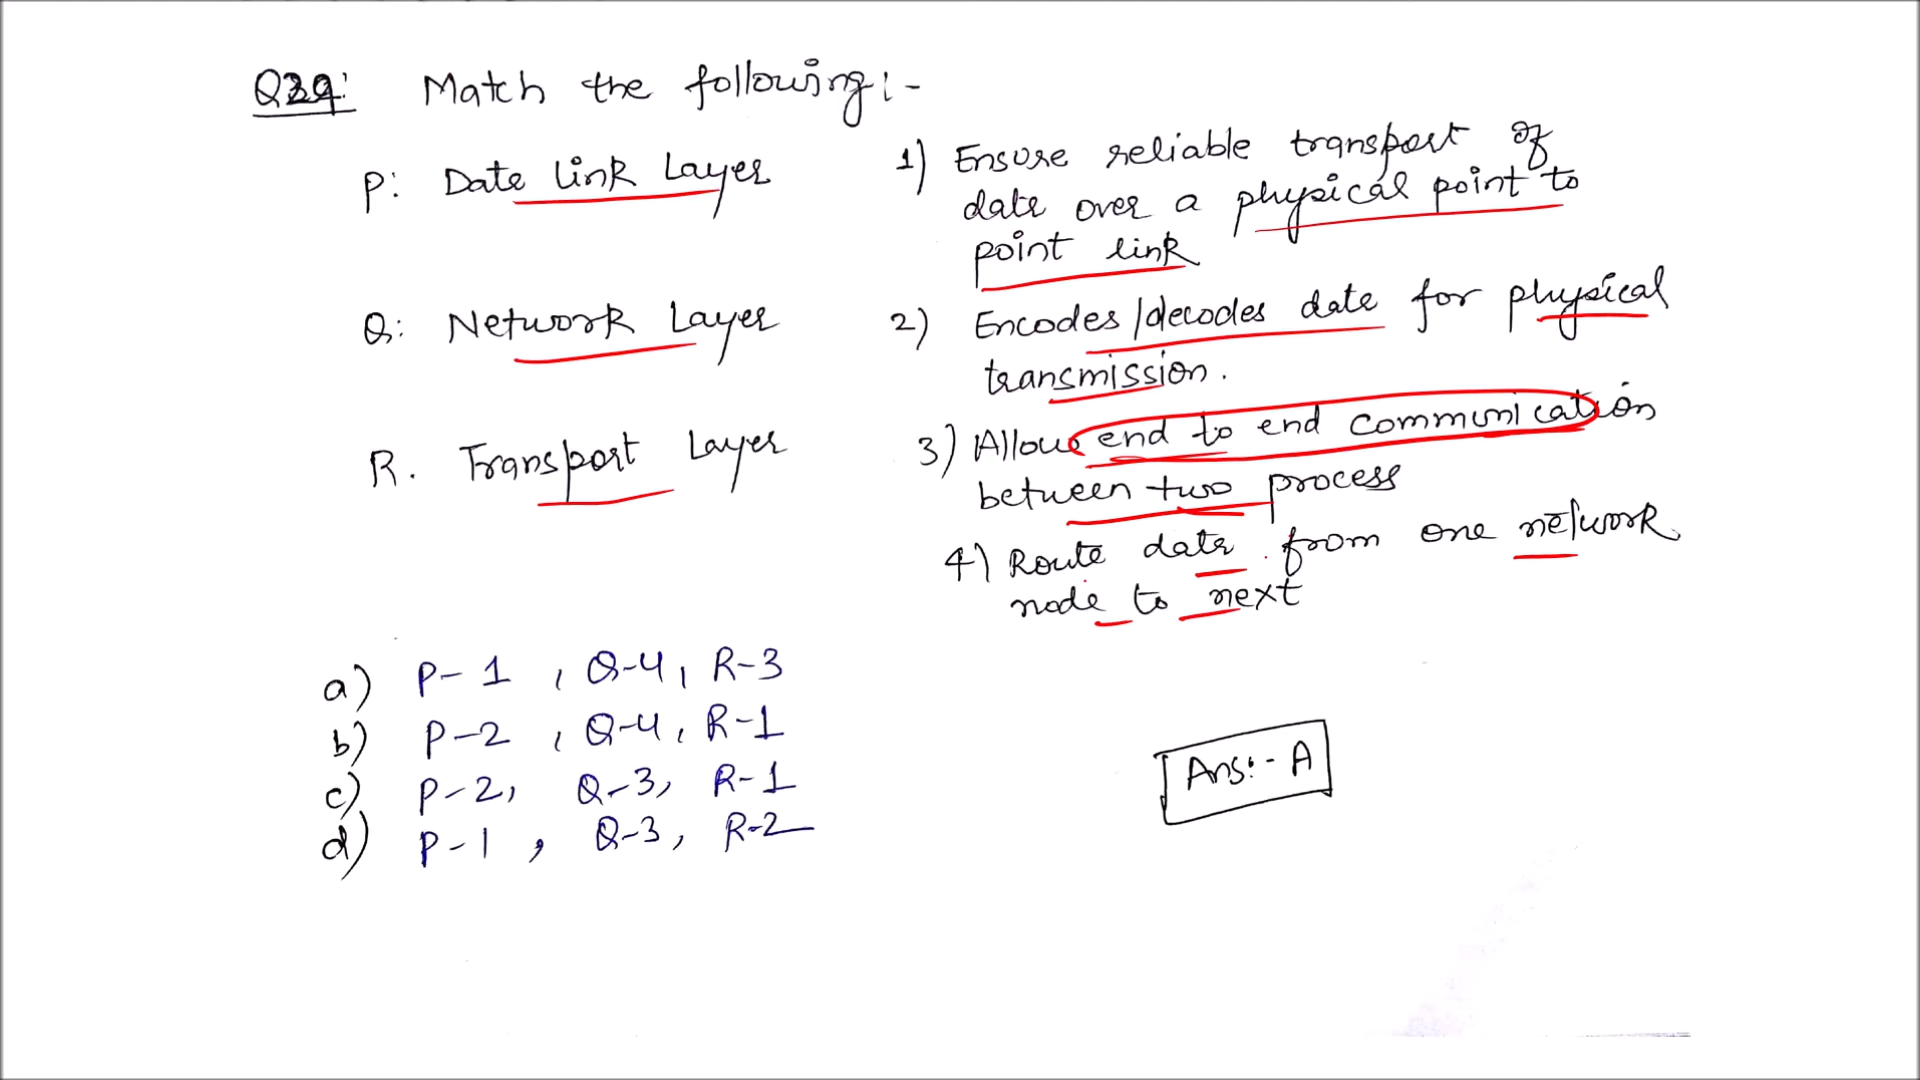 Q39: Match the following:-
P: Date link Layer
1) Ensure reliable transport of
date over a physical point to
point link
Q: Network Layer
2) Encodes/decodes date for physical
transmission.
R. Transport Layer
3) Allow end to end communication
between two process
4) Route data from one network
node to next
a) P-1, Q-4, R-3
b) P-2, Q-4, R-1
c) P-2, Q-3, R-1
d) P-1, Q-3, R-2
Ans:- A